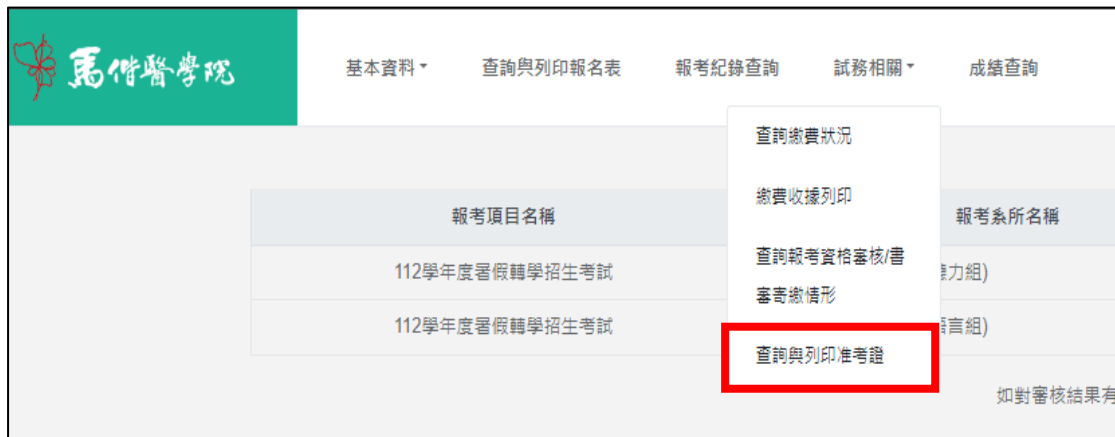 馬偕醫學院
基本資料 查詢與列印報名表 報考紀錄查詢 試務相關 成績查詢
查詢繳費狀況
繳費收據列印
查詢報考資格審核/書
審寄繳情形
查詢與列印准考證
報考項目名稱 報考系所名稱
112學年度暑假轉學招生考試 力組)
112學年度暑假轉學招生考試 言組)
如對審核結果有